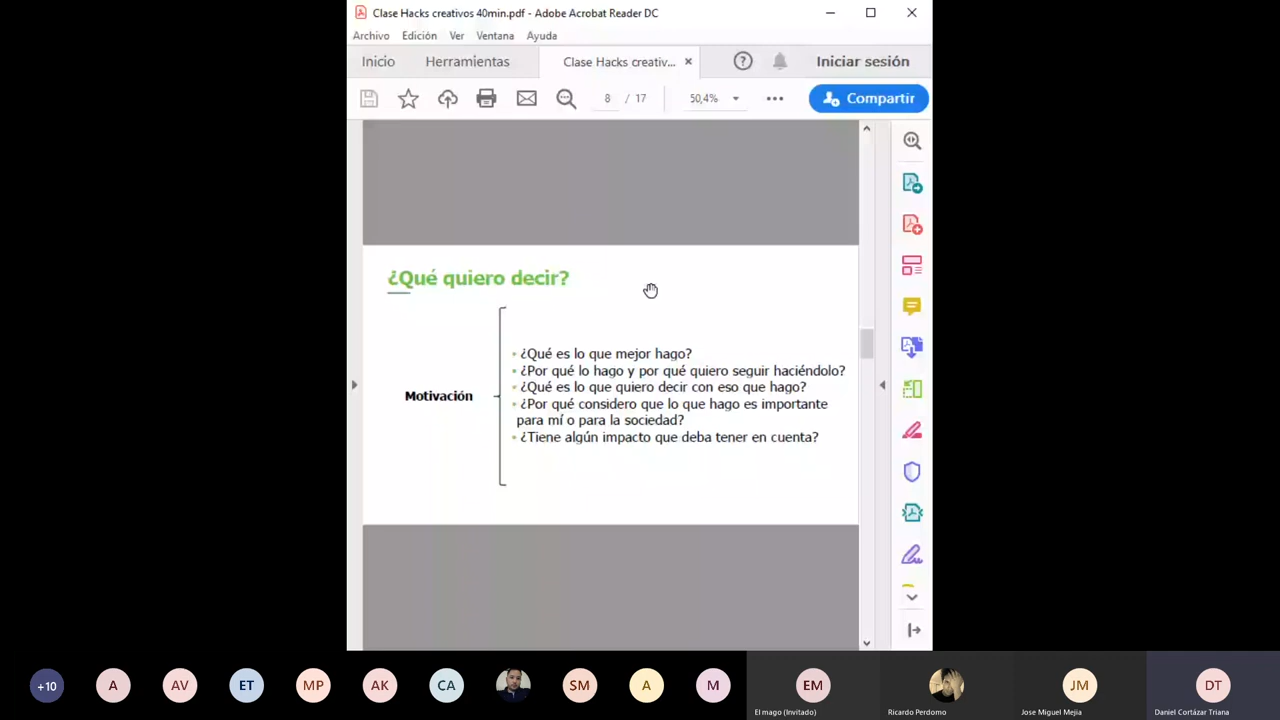 Clase Hacks creativos 40min.pdf - Adobe Acrobat Reader DC
Archivo Edición Ver Ventana Ayuda
Inicio Herramientas Clase Hacks creativ... Iniciar sesión
8 / 17 50,4% Compartir
¿Qué quiero decir?
Motivación
• ¿Qué es lo que mejor hago?
• ¿Por qué lo hago y por qué quiero seguir haciéndolo?
• ¿Qué es lo que quiero decir con eso que hago?
• ¿Por qué considero que lo que hago es importante
para mí o para la sociedad?
• ¿Tiene algún impacto que deba tener en cuenta?
+10 A AV ET MP AK CA SM A M EM JM DT
El mago (Invitado) Ricardo Perdomo Jose Miguel Mejia Daniel Cortázar Triana